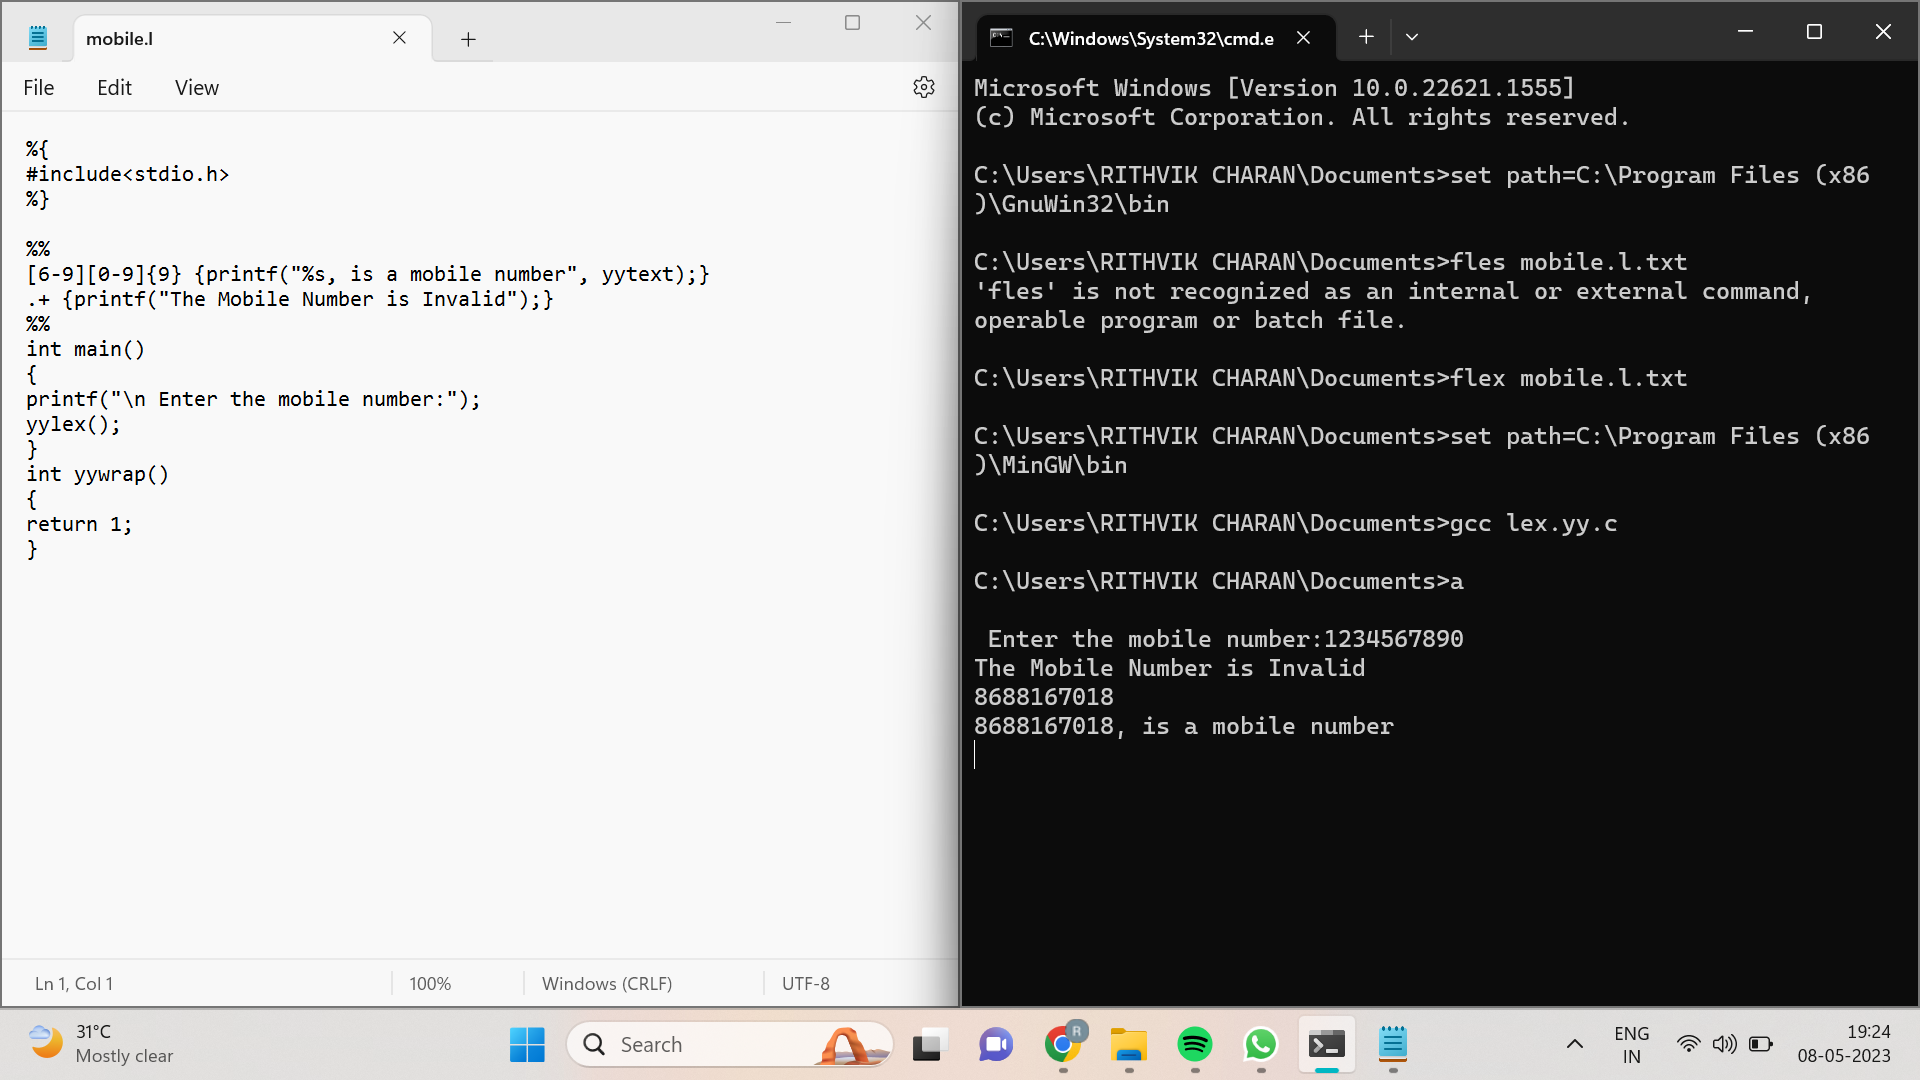 mobile.l
File Edit View
%{
#include<stdio.h>
%}
%%
[6-9][0-9]{9} {printf("%s, is a mobile number", yytext);}
.+ {printf("The Mobile Number is Invalid");}
%%
int main()
{
printf("\n Enter the mobile number:");
yylex();
}
int yywrap()
{
return 1;
}
Ln 1, Col 1 100% Windows (CRLF) UTF-8
C:\Windows\System32\cmd.e
Microsoft Windows [Version 10.0.22621.1555]
(c) Microsoft Corporation. All rights reserved.
C:\Users\RITHVIK CHARAN\Documents>set path=C:\Program Files (x86
)\GnuWin32\bin
C:\Users\RITHVIK CHARAN\Documents>fles mobile.l.txt
'fles' is not recognized as an internal or external command,
operable program or batch file.
C:\Users\RITHVIK CHARAN\Documents>flex mobile.l.txt
C:\Users\RITHVIK CHARAN\Documents>set path=C:\Program Files (x86
)\MinGW\bin
C:\Users\RITHVIK CHARAN\Documents>gcc lex.yy.c
C:\Users\RITHVIK CHARAN\Documents>a
Enter the mobile number:1234567890
The Mobile Number is Invalid
8688167018
8688167018, is a mobile number
31°C
Mostly clear
Search
R
ENG
IN
19:24
08-05-2023